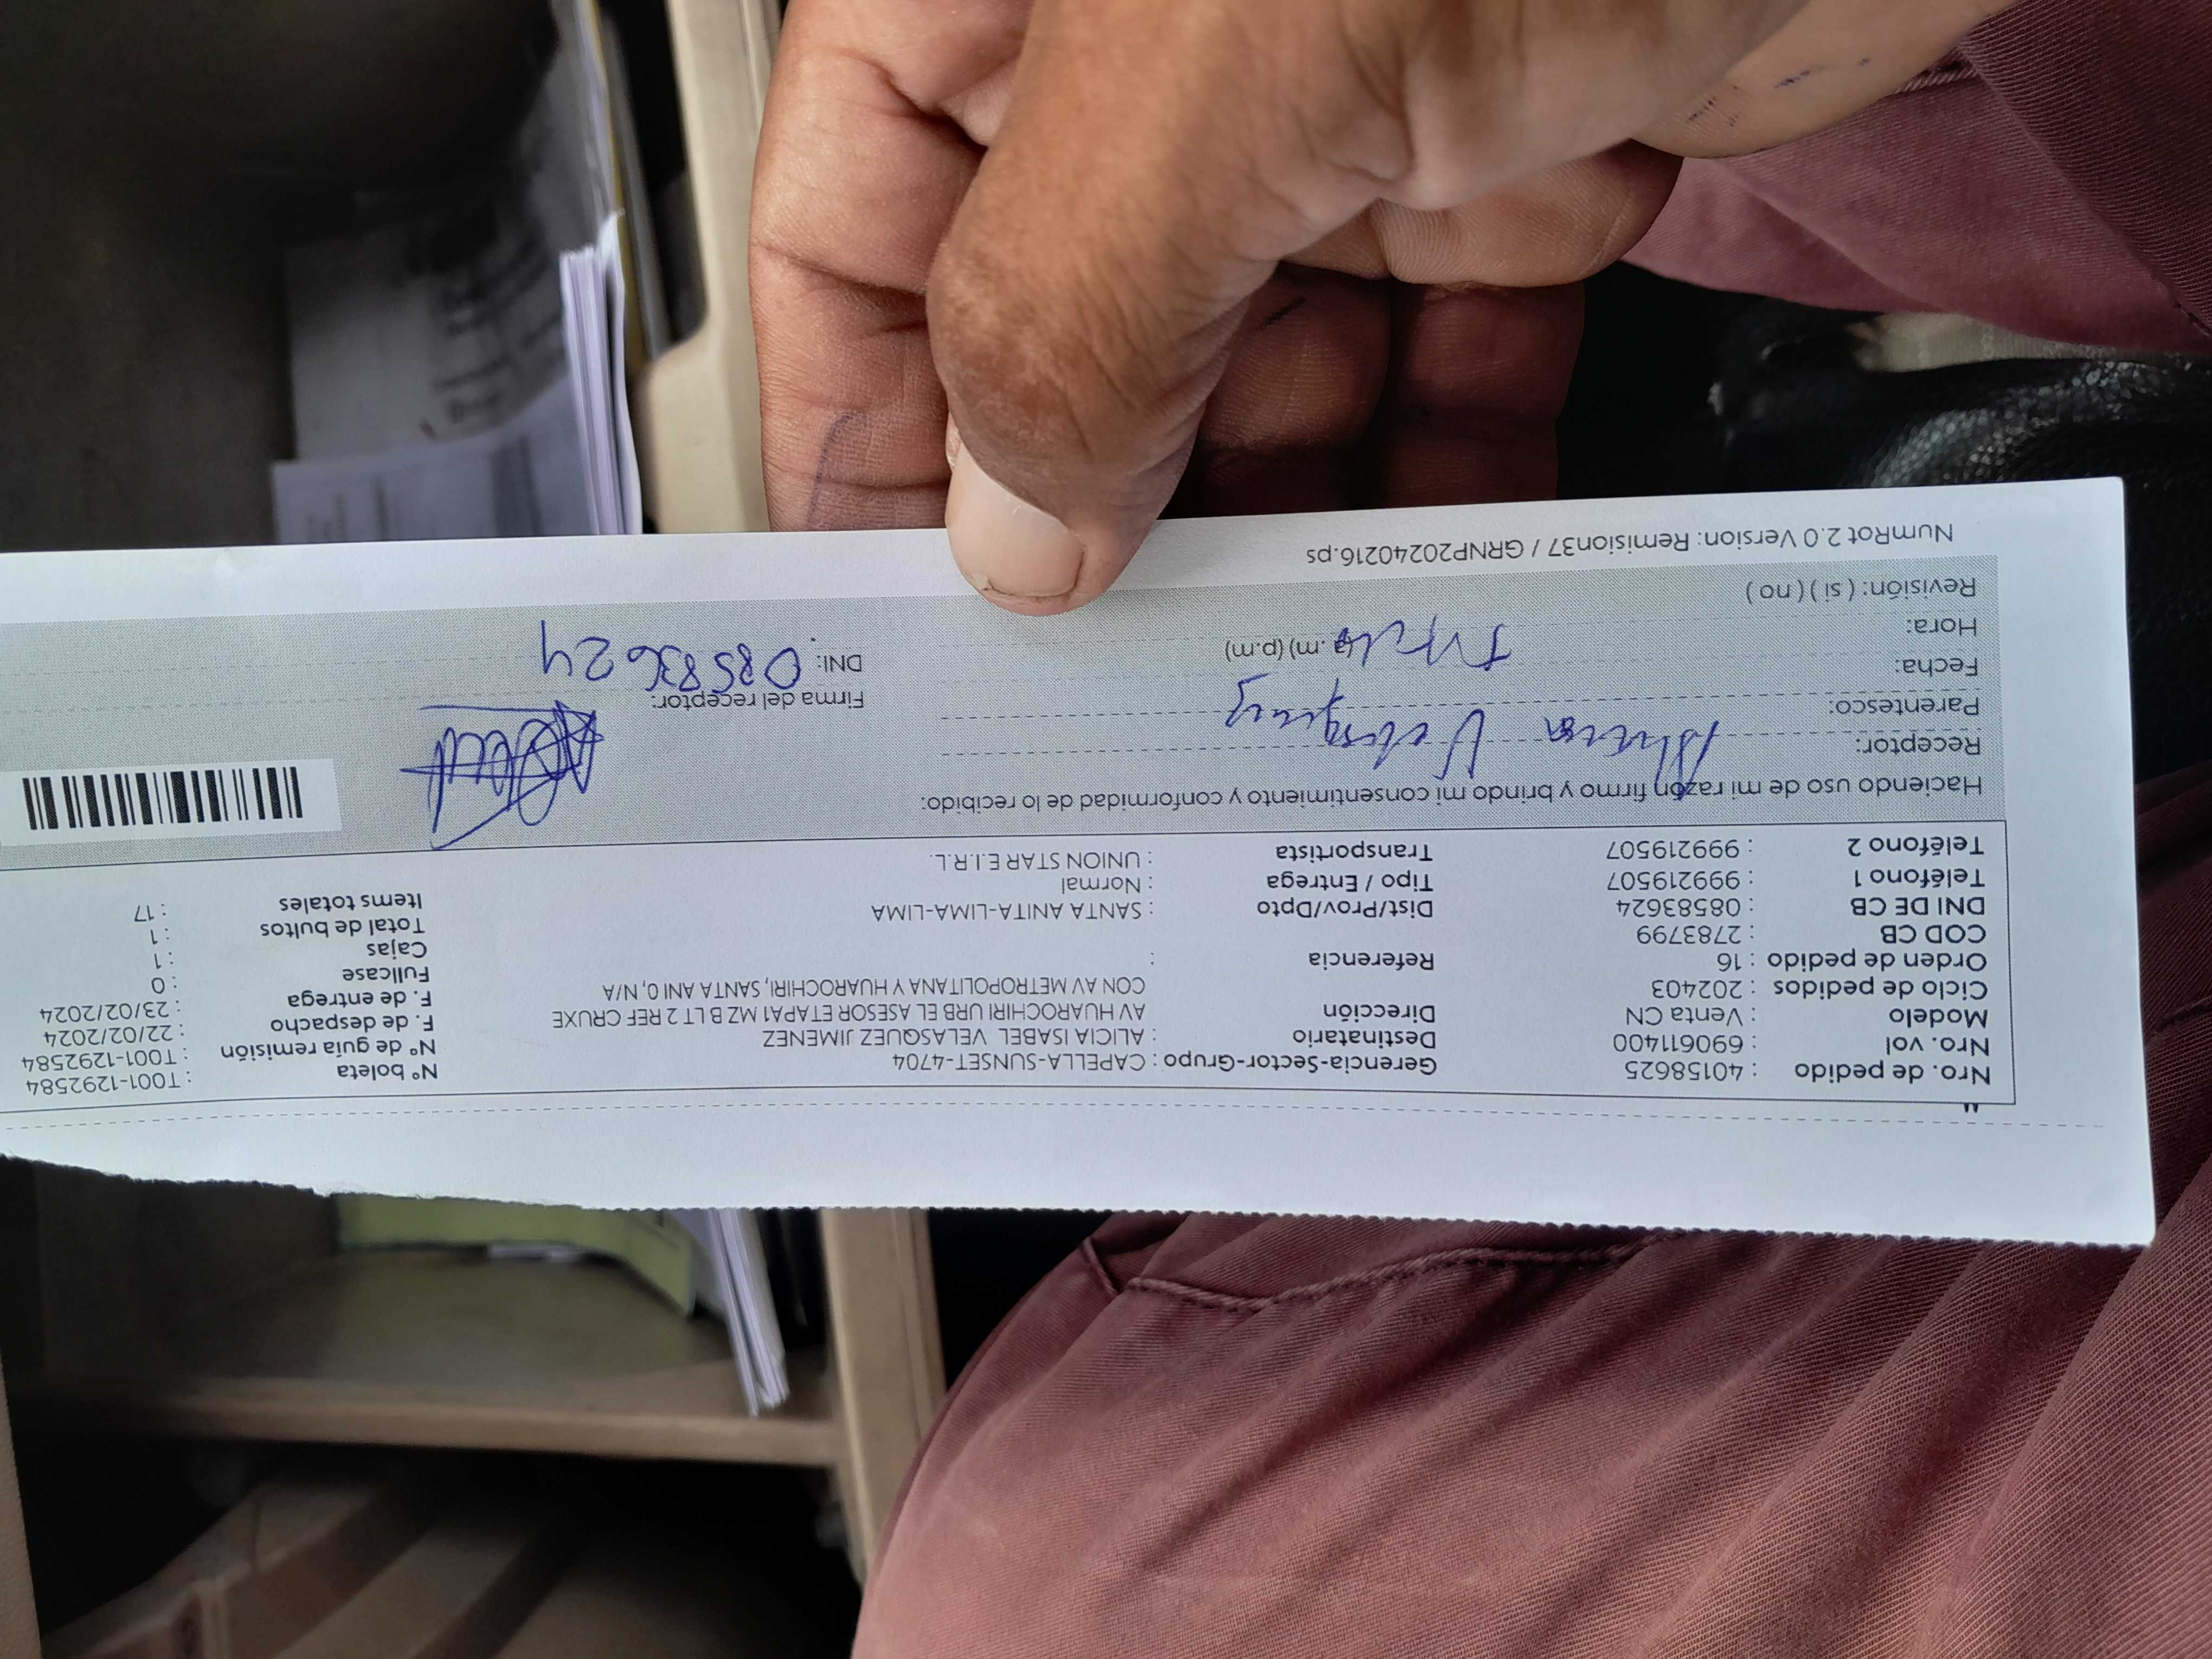 Nro. de pedido : 40158625 Gerencia-Sector-Grupo : CAPELLA-SUNSET-4704 N° boleta : T001-1292584
Nro. vol : 690611400 Destinatario : ALICIA ISABEL VELASQUEZ JIMENEZ N° de guía remisión : T001-1292584
Modelo : Venta CN Dirección AV HUAROCHIRI URB EL ASESOR ETAPA1 MZ B LT 2 REF CRUXE F. de despacho : 22/02/2024
Ciclo de pedidos : 202403 CON AV METROPOLITANA Y HUAROCHIRI, SANTA ANI 0, N/A F. de entrega : 23/02/2024
Orden de pedido : 16 Referencia : Fullcase : 0
COD CB : 2783799 Cajas : 1
DNI DE CB : 08583624 Dist/Prov/Dpto : SANTA ANITA-LIMA-LIMA Total de bultos : 1
Teléfono 1 : 999219507 Tipo / Entrega : Normal Items totales : 17
Teléfono 2 : 999219507 Transportista : UNION STAR E.I.R.L.
Haciendo uso de mi razón firmo y brindo mi consentimiento y conformidad de lo recibido:
Receptor:
Parentesco: Firma del receptor:
Fecha: DNI: 08583624
Hora: (a. m) (p.m)
Revisión: ( si ) ( no )
NumRot 2.0 Version: Remision37 / GRNP20240216.ps